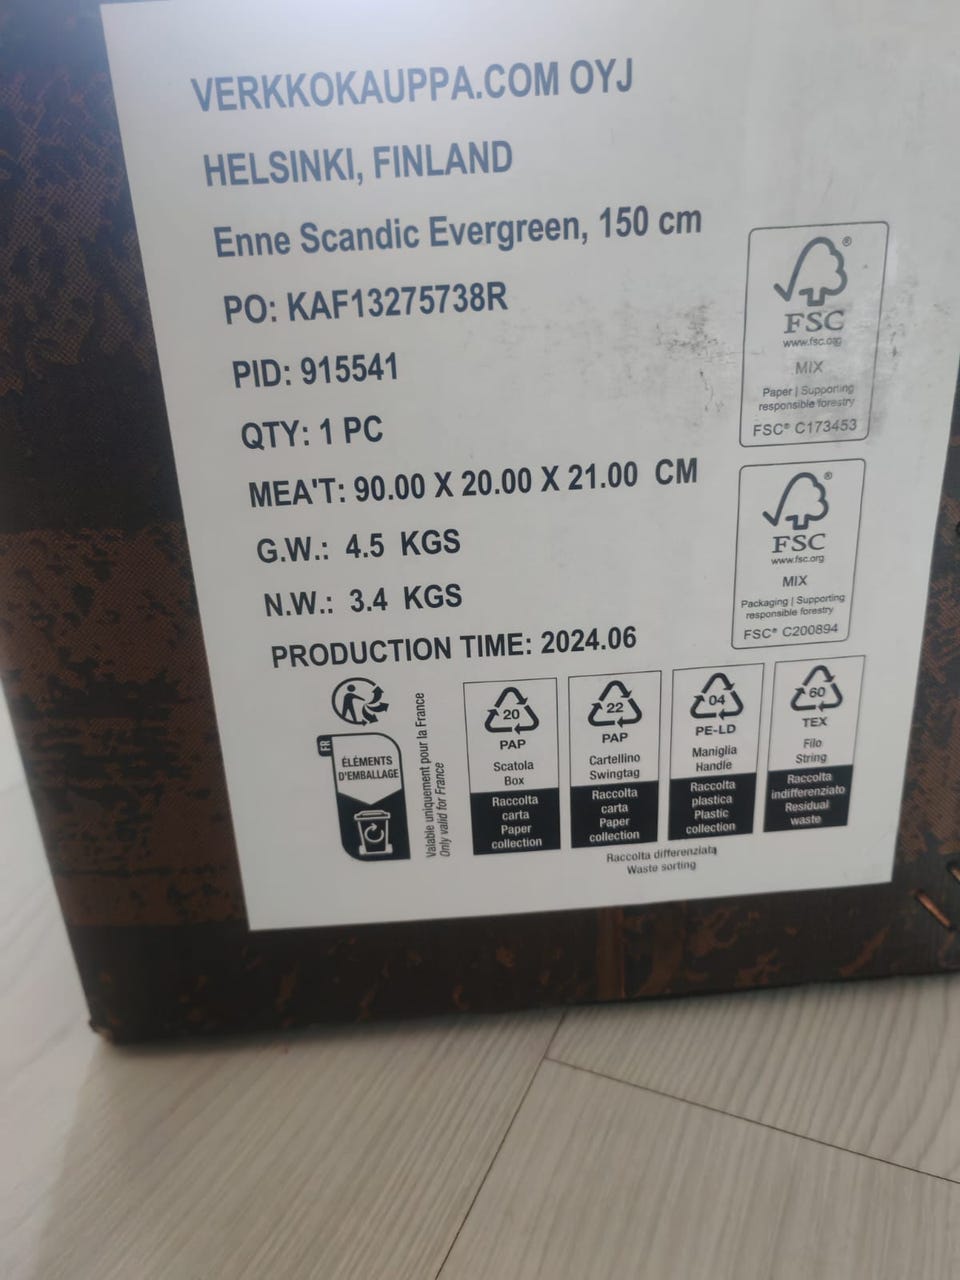 VERKKOKAUPPA.COM OYJ
HELSINKI, FINLAND
Enne Scandic Evergreen, 150 cm
PO: KAF13275738R
PID: 915541
QTY: 1 PC
MEA'T: 90.00 X 20.00 X 21.00 CM
G.W.: 4.5 KGS
N.W.: 3.4 KGS
PRODUCTION TIME: 2024.06
FSC®
www.fsc.org
MIX
Paper | Supporting
responsible forestry
FSC® C173453
FSC®
www.fsc.org
MIX
Packaging | Supporting
responsible forestry
FSC® C200894
FR
ÉLÉMENTS
D'EMBALLAGE
Valable uniquement pour la France
Only valid for France
20
PAP
Scatola
Box
Raccolta
carta
Paper
collection
22
PAP
Cartellino
Swingtag
Raccolta
carta
Paper
collection
04
PE-LD
Maniglia
Handle
Raccolta
plastica
Plastic
collection
60
TEX
Filo
String
Raccolta
indifferenziato
Residual
waste
Raccolta differenziata
Waste sorting